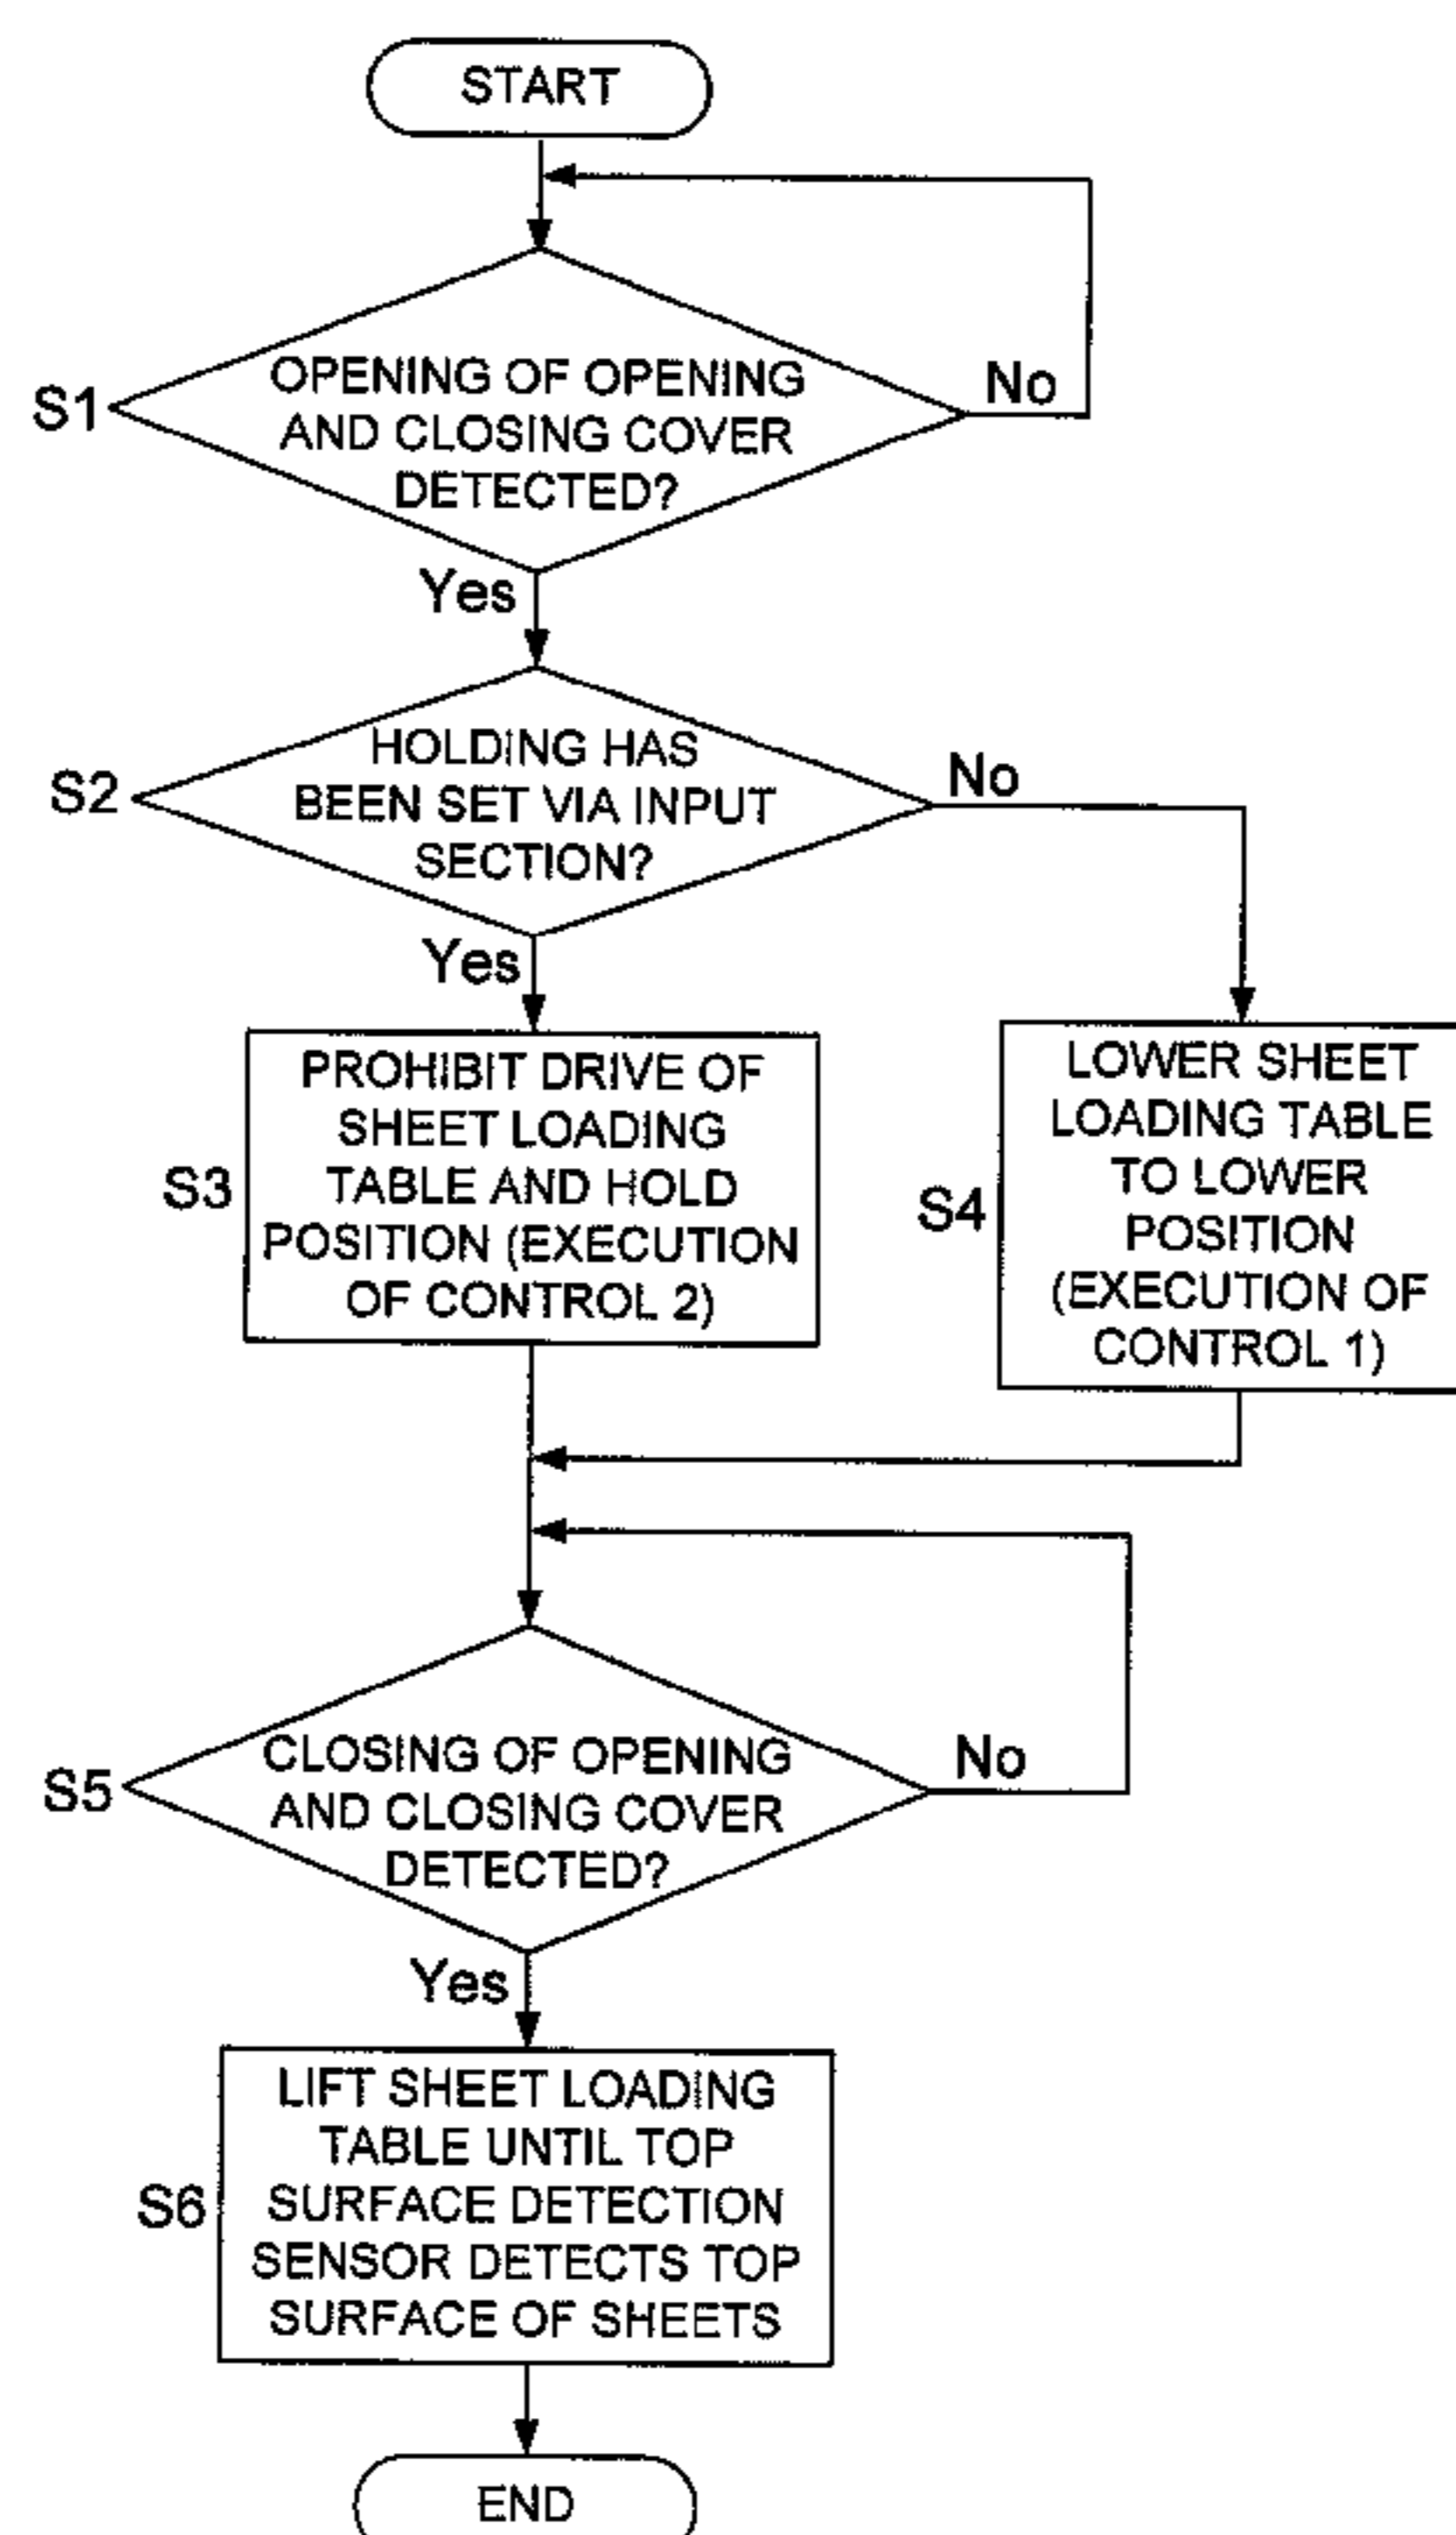 START
OPENING OF OPENING
AND CLOSING COVER
DETECTED?
S1
No
Yes
HOLDING HAS
BEEN SET VIA INPUT
SECTION?
S2
No
Yes
PROHIBIT DRIVE OF
SHEET LOADING
TABLE AND HOLD
POSITION (EXECUTION
OF CONTROL 2)
S3
LOWER SHEET
LOADING TABLE
TO LOWER
POSITION
(EXECUTION OF
CONTROL 1)
S4
CLOSING OF OPENING
AND CLOSING COVER
DETECTED?
S5
No
Yes
LIFT SHEET LOADING
TABLE UNTIL TOP
SURFACE DETECTION
SENSOR DETECTS TOP
SURFACE OF SHEETS
S6
END